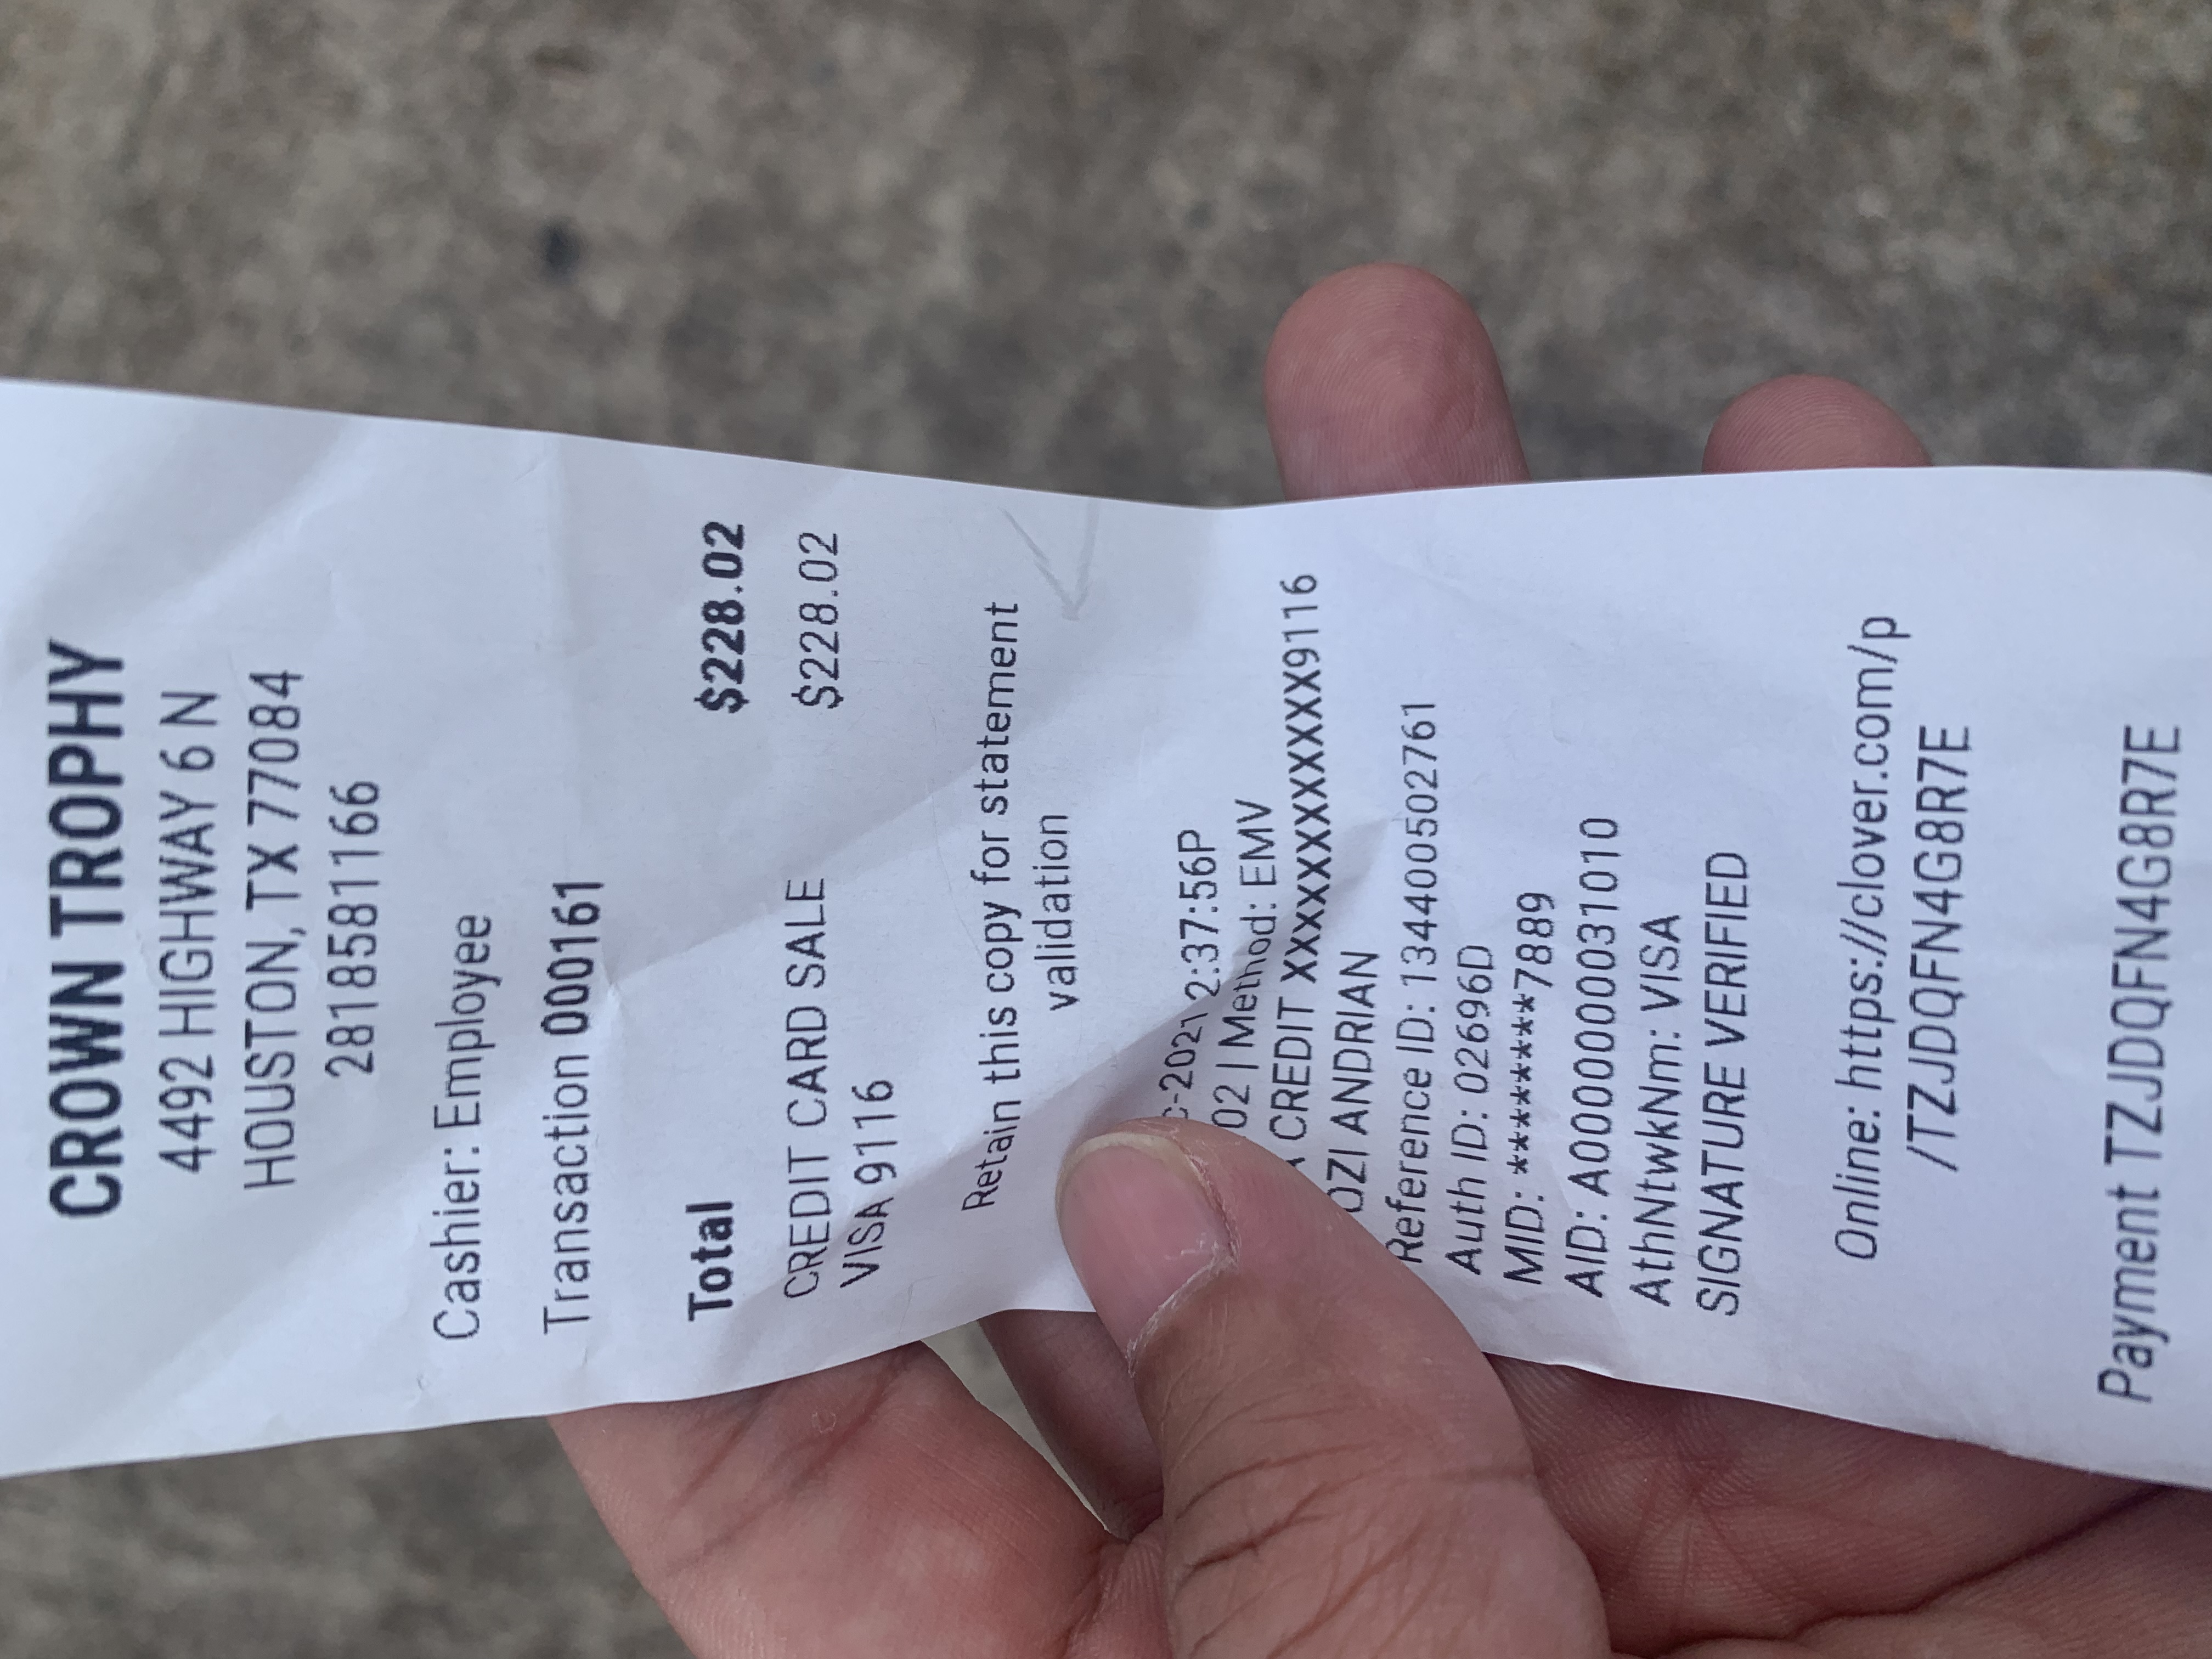 CROWN TROPHY
4492 HIGHWAY 6 N
HOUSTON, TX 77084
2818581166
Cashier: Employee
Transaction 000161
Total $228.02
CREDIT CARD SALE $228.02
VISA 9116
Retain this copy for statement
validation
2:37:56P
| Method: EMV
CREDIT XXXXXXXXXXXX9116
ANDRIAN
Reference ID: 134400502761
Auth ID: 02696D
MID: ********7889
AID: A0000000031010
AthNtwkNm: VISA
SIGNATURE VERIFIED
Online: https://clover.com/p
/TZJDQFN4G8R7E
Payment TZJDQFN4G8R7E